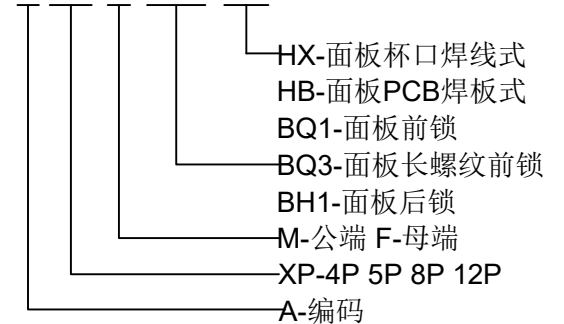 HX-面板杯口焊线式
HB-面板PCB焊板式
BQ1-面板前锁
BQ3-面板长螺纹前锁
BH1-面板后锁
M-公端 F-母端
XP-4P 5P 8P 12P
A-编码